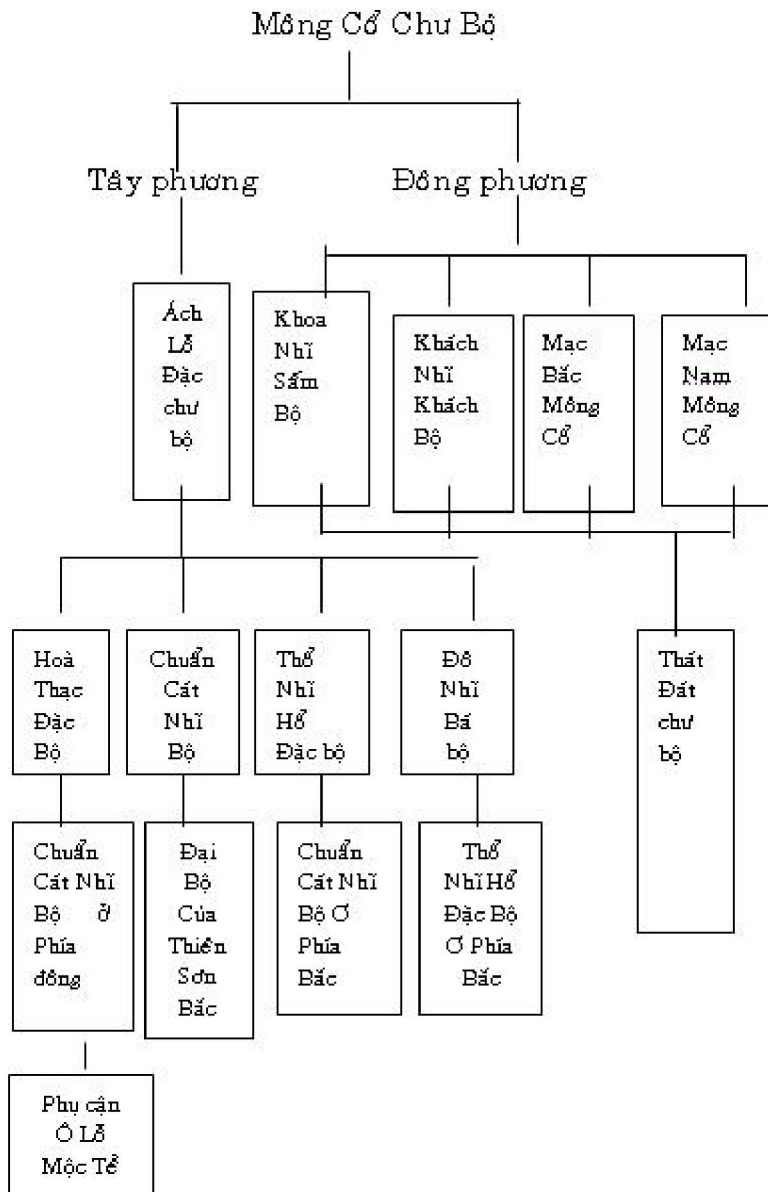 Mông Cổ Chư Bộ
Tây phương
Đông phương
Ách
Lỗ
Đặc
chư
bộ
Khoa
Nhĩ
Sấm
Bộ
Khách
Nhĩ
Khách
Bộ
Mạc
Bắc
Mông
Cổ
Mạc
Nam
Mông
Cổ
Hoà
Thạc
Đặc
Bộ
Chuẩn
Cát
Nhĩ
Bộ
Thổ
Nhĩ
Hổ
Đặc bộ
Đô
Nhĩ
Bá
bộ
Thất
Đát
chư
bộ
Chuẩn
Cát Nhĩ
Bộ ở
Phía
đông
Đại
Bộ
Của
Thiên
Sơn
Bắc
Chuẩn
Cát Nhĩ
Bộ Ơ
Phía
Bắc
Thổ
Nhĩ Hổ
Đặc Bộ
Ơ Phía
Bắc
Phụ cận
Ô Lỗ
Mộc Tề